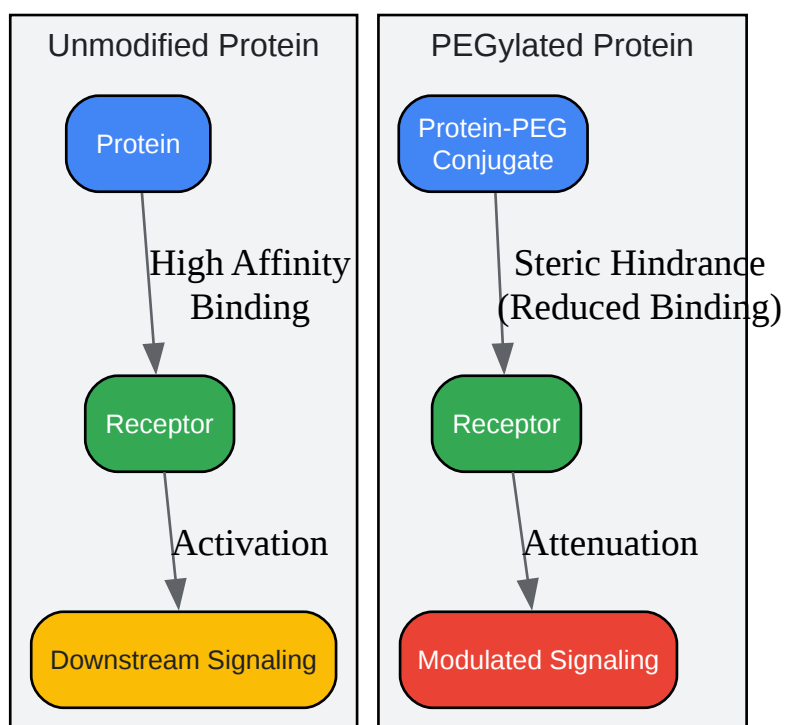 Unmodified Protein
Protein
High Affinity
Binding
Receptor
Activation
Downstream Signaling
PEGylated Protein
Protein-PEG
Conjugate
Steric Hindrance
(Reduced Binding)
Receptor
Attenuation
Modulated Signaling